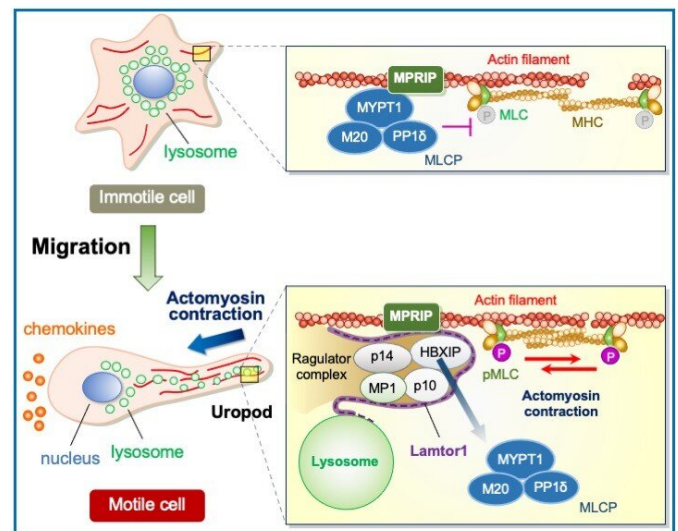 MPRIP
Actin filament
MYPT1
M20
PP1δ
MLCP
P
MLC
MHC
P
lysosome
Immotile cell
Migration
Actomyosin
contraction
chemokines
Uropod
nucleus
lysosome
Motile cell
MPRIP
Actin filament
Ragulator
complex
p14
HBXIP
MP1
p10
P
pMLC
P
Actomyosin
contraction
Lamtor1
Lysosome
MYPT1
M20
PP1δ
MLCP